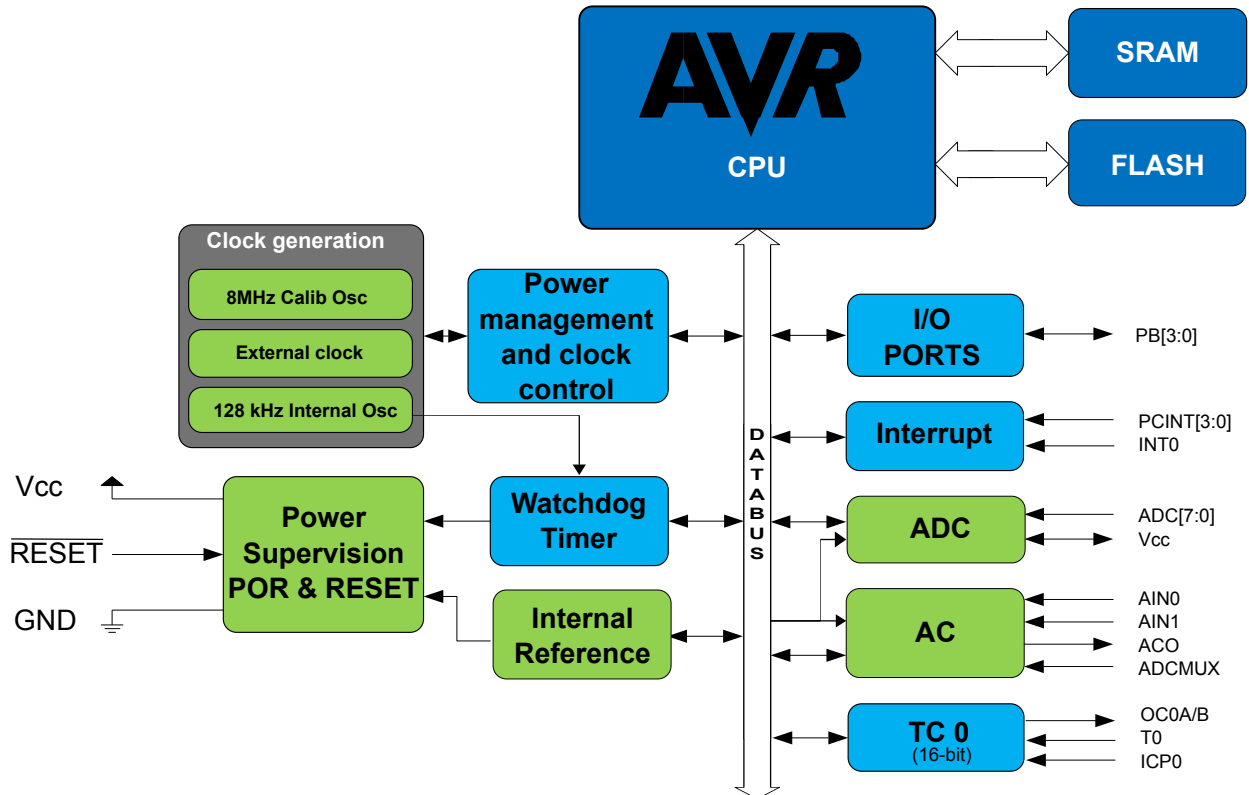 AVR
CPU
SRAM
FLASH
Clock generation
8MHz Calib Osc
External clock
128 kHz Internal Osc
Power
management
and clock
control
I/O
PORTS
PB[3:0]
Interrupt
PCINT[3:0]
INT0
DATABUS
Vcc
RESET
GND
Power
Supervision
POR & RESET
Watchdog
Timer
Internal
Reference
ADC
ADC[7:0]
Vcc
AC
AIN0
AIN1
ACO
ADCMUX
TC 0
(16-bit)
OC0A/B
T0
ICP0